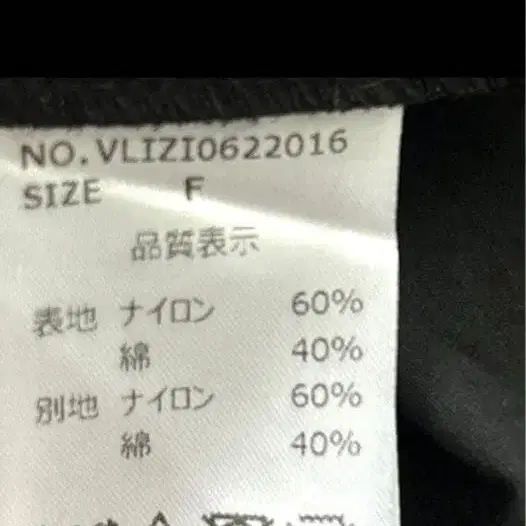 NO.VLIZI0622016
SIZE F
品質表示
表地 ナイロン 60%
綿 40%
別地 ナイロン 60%
綿 40%